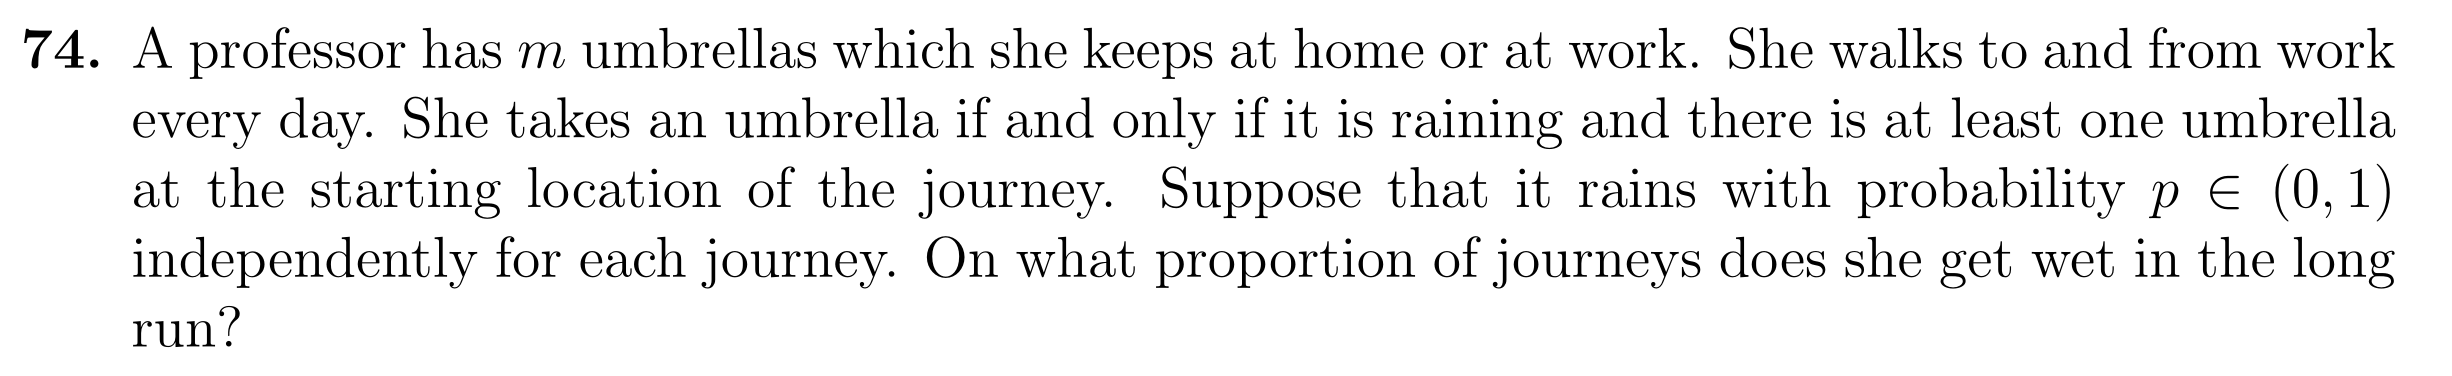 74. A professor has m umbrellas which she keeps at home or at work. She walks to and from work
every day. She takes an umbrella if and only if it is raining and there is at least one umbrella
at the starting location of the journey. Suppose that it rains with probability p ∈ (0, 1)
independently for each journey. On what proportion of journeys does she get wet in the long
run?